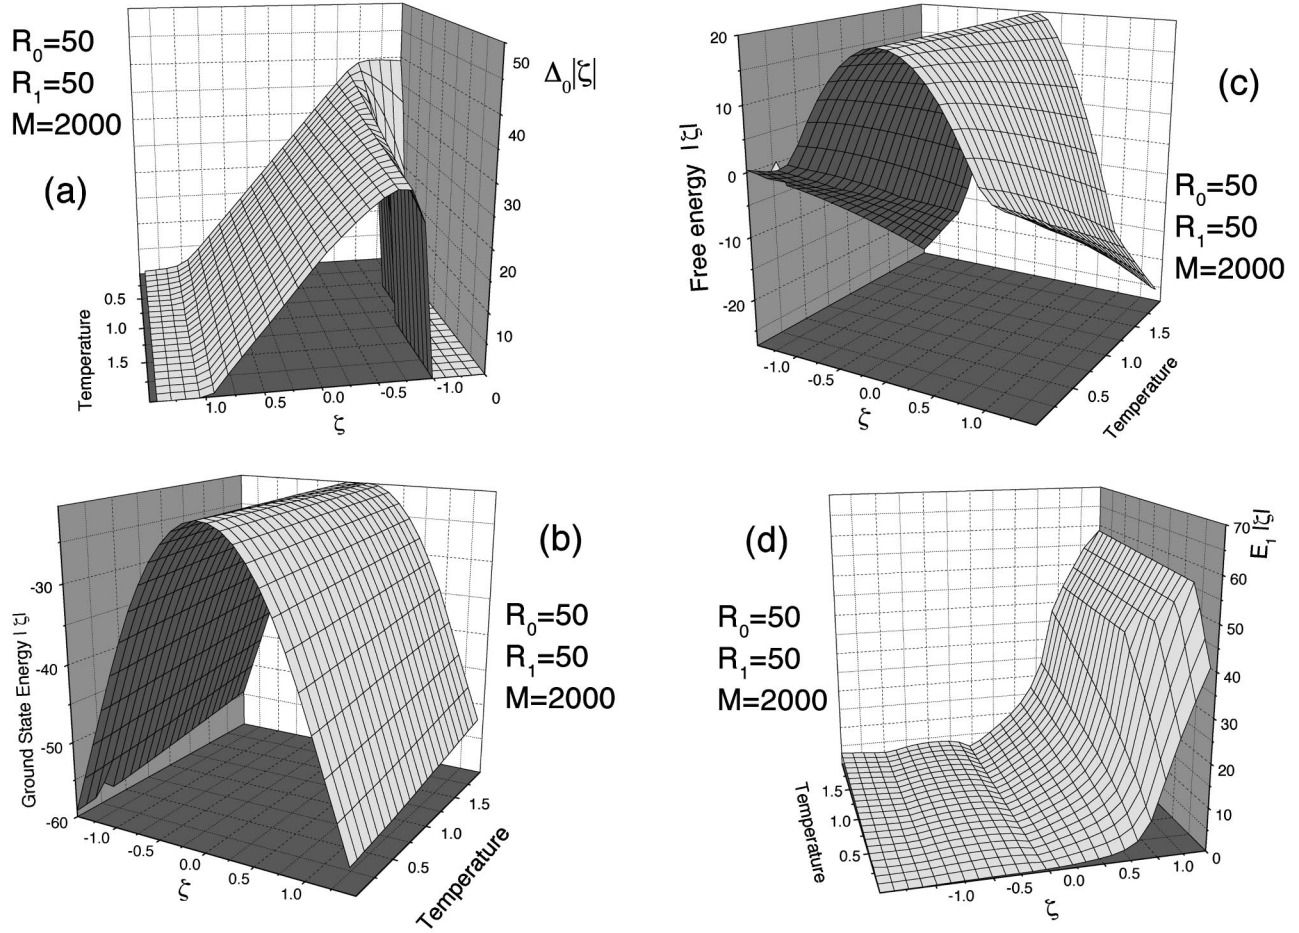 R0=50
R1=50
M=2000
(a)
Δ0|ζ|
50
40
30
20
10
0
0.5
1.0
1.5
Temperature
1.0
0.5
0.0
-0.5
-1.0
ζ
(c)
R0=50
R1=50
M=2000
20
10
0
-10
-20
Free energy |ζ|
-1.0
-0.5
0.0
0.5
1.0
ζ
0.5
1.0
1.5
Temperature
(b)
R0=50
R1=50
M=2000
-30
-40
-50
-60
Ground State Energy |ζ|
-1.0
-0.5
0.0
0.5
1.0
ζ
0.5
1.0
1.5
Temperature
(d)
R0=50
R1=50
M=2000
E1 |ζ|
70
60
50
40
30
20
10
0
1.5
1.0
0.5
Temperature
-1.0
-0.5
0.0
0.5
1.0
ζ